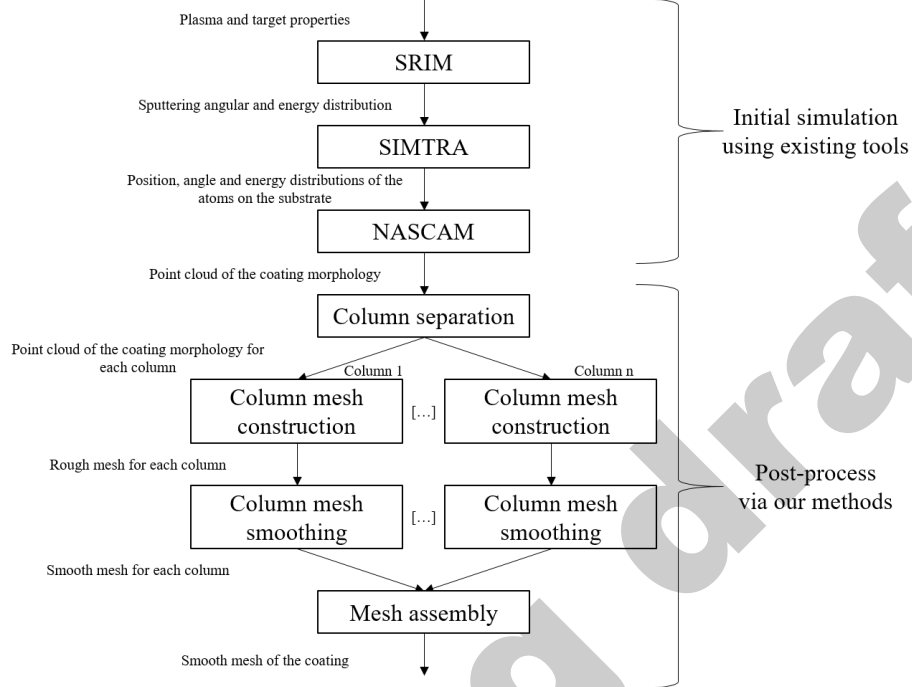 Plasma and target properties
SRIM
Sputtering angular and energy distribution
SIMTRA
Position, angle and energy distributions of the
atoms on the substrate
NASCAM
Initial simulation
using existing tools
Point cloud of the coating morphology
Column separation
Point cloud of the coating morphology for
each column
Column 1
Column n
Column mesh
construction
[…]
Column mesh
construction
Rough mesh for each column
Column mesh
smoothing
[…]
Column mesh
smoothing
Post-process
via our methods
Smooth mesh for each column
Mesh assembly
Smooth mesh of the coating
g draf